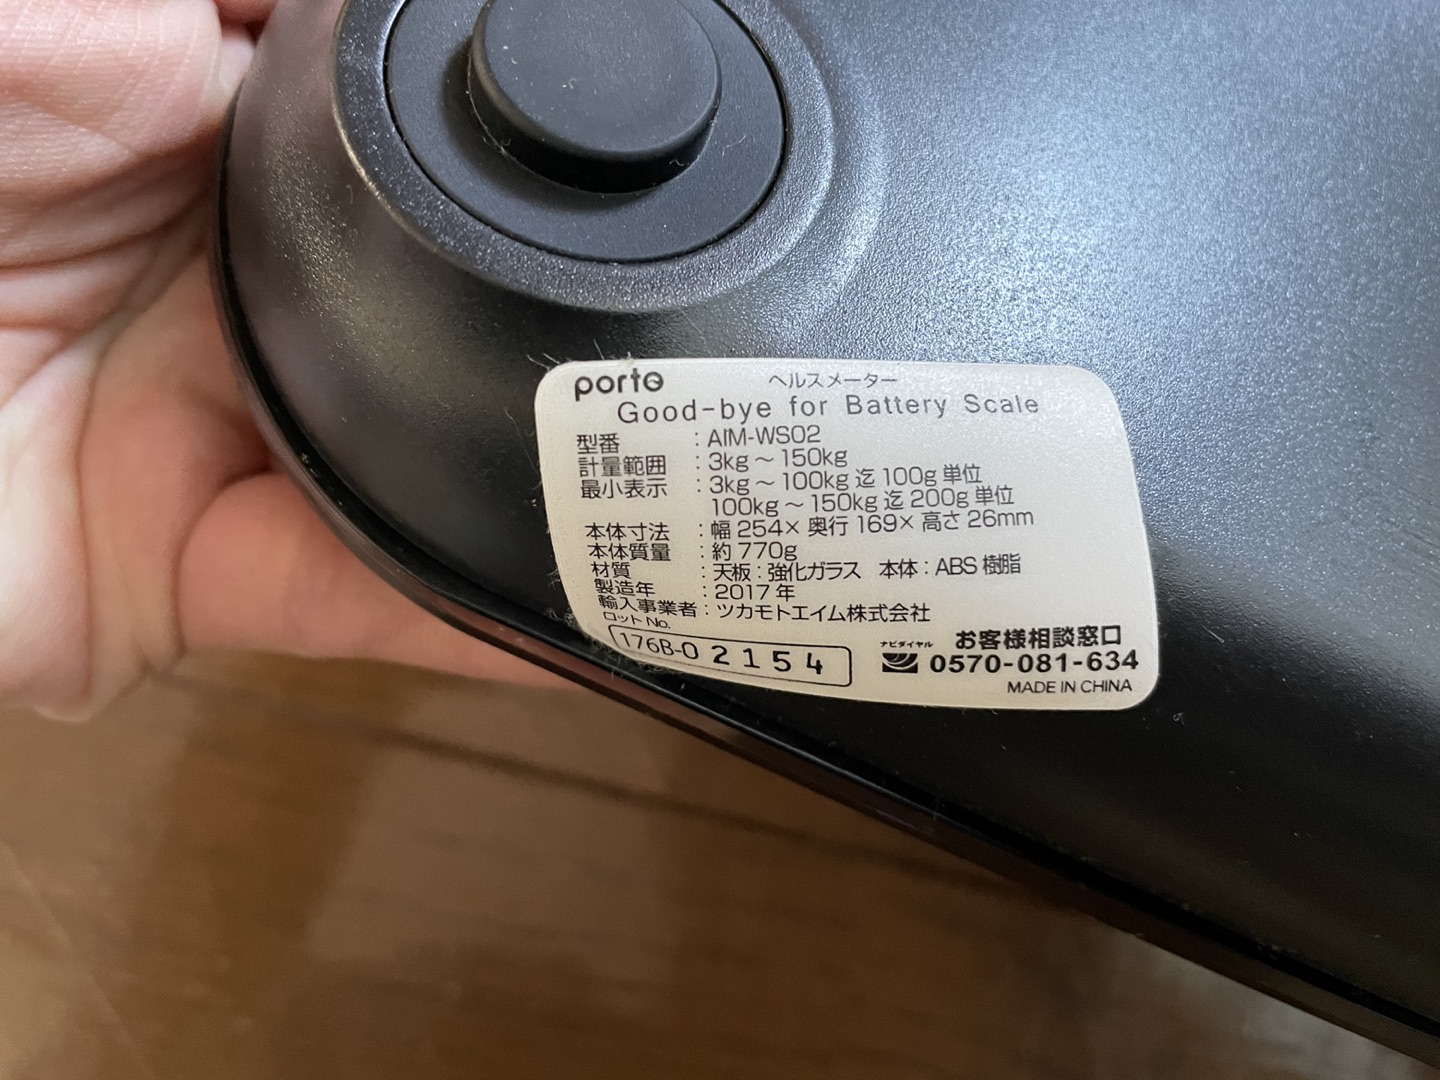 porto ヘルスメーター
Good-bye for Battery Scale
型番 : AIM-WS02
計量範囲 : 3kg～150kg
最小表示 : 3kg～100kg 迄 100g 単位
100kg～150kg 迄 200g 単位
本体寸法 : 幅 254× 奥行 169× 高さ 26mm
本体質量 : 約 770g
材質 : 天板 : 強化ガラス 本体 : ABS 樹脂
製造年 : 2017 年
輸入事業者 : ツカモトエイム株式会社
ロット No.
176B-0 2154
ナビダイヤル お客様相談窓口
0570-081-634
MADE IN CHINA